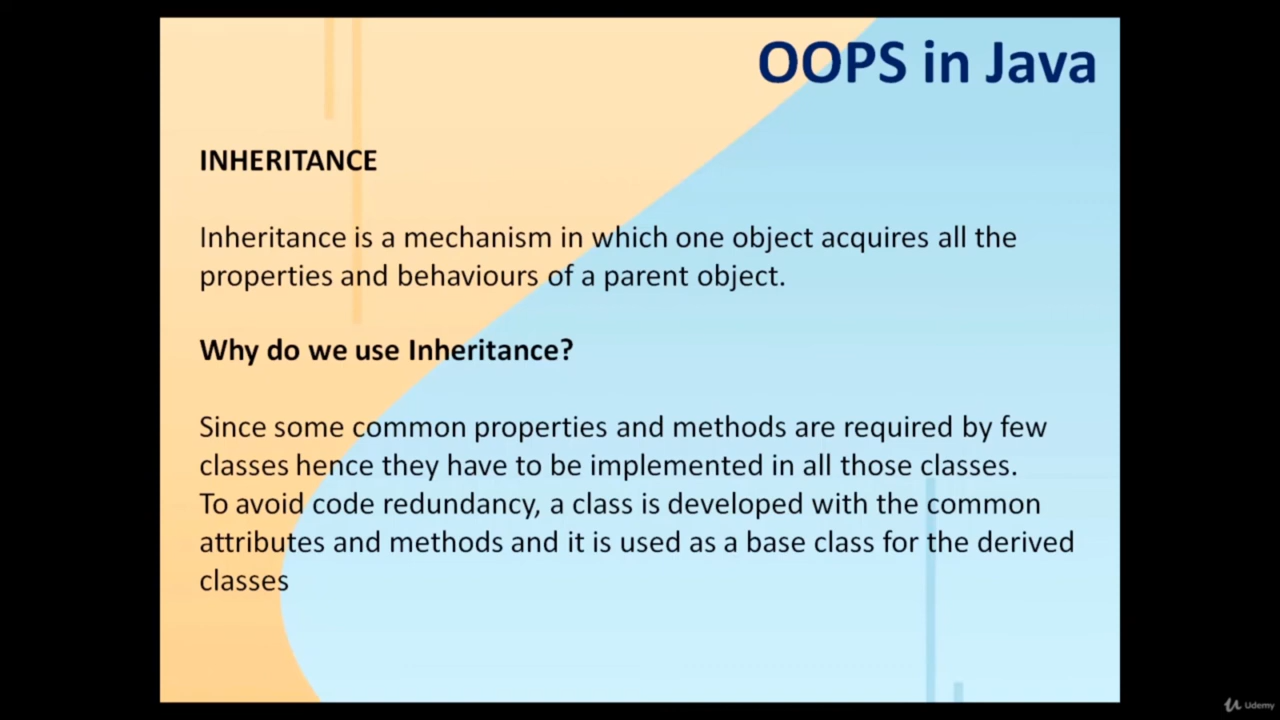 OOPS in Java
INHERITANCE
Inheritance is a mechanism in which one object acquires all the
properties and behaviours of a parent object.
Why do we use Inheritance?
Since some common properties and methods are required by few
classes hence they have to be implemented in all those classes.
To avoid code redundancy, a class is developed with the common
attributes and methods and it is used as a base class for the derived
classes
Udemy